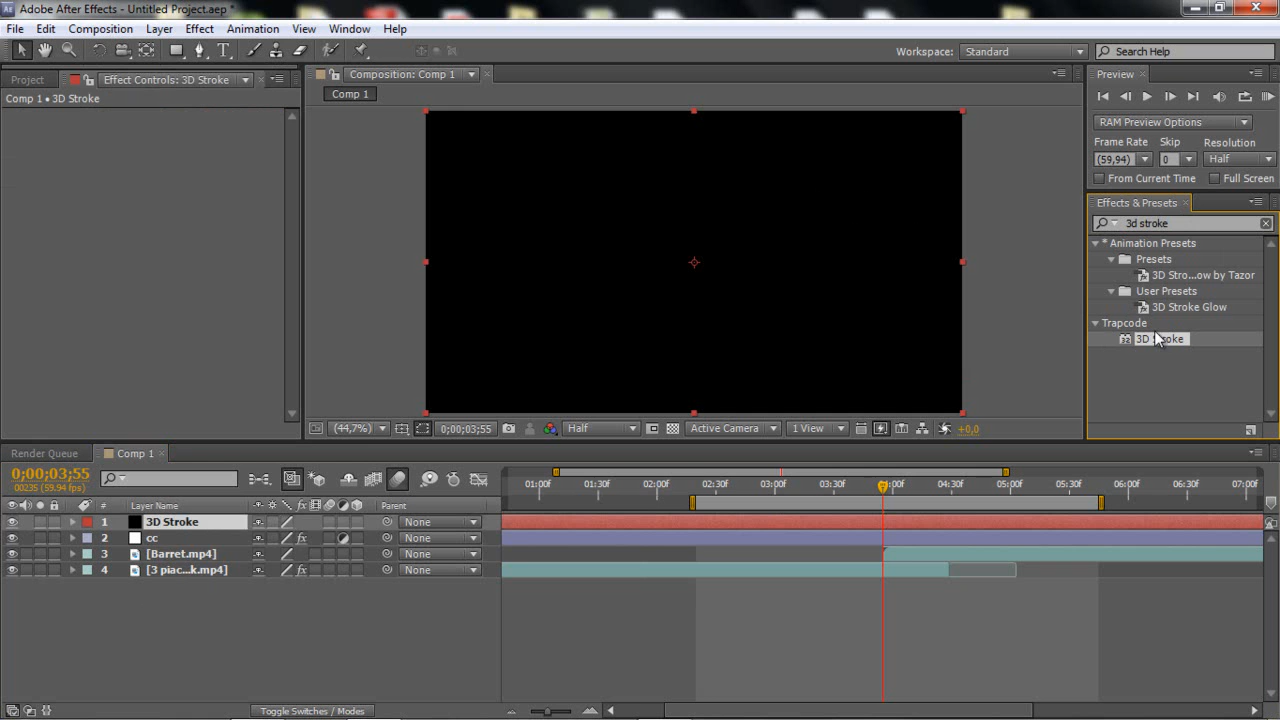 Adobe After Effects - Untitled Project.aep *
File Edit Composition Layer Effect Animation View Window Help
Workspace: Standard Search Help
Project Effect Controls: 3D Stroke
Comp 1 • 3D Stroke
Composition: Comp 1
Comp 1
(44,7%) 0;00;03;55 Half Active Camera 1 View +0,0
Preview
RAM Preview Options
Frame Rate Skip Resolution
(59,94) 0 Half
From Current Time Full Screen
Effects & Presets
3d stroke
* Animation Presets
Presets
3D Stro...ow by Tazor
User Presets
3D Stroke Glow
Trapcode
3D Stroke
Render Queue Comp 1
0;00;03;55
00235 (59.94 fps)
# Layer Name Parent
01:00f 01:30f 02:00f 02:30f 03:00f 03:30f 04:00f 04:30f 05:00f 05:30f 06:00f 06:30f 07:00f
1 3D Stroke None
2 cc None
3 [Barret.mp4] None
4 [3 piac...k.mp4] None
Toggle Switches / Modes